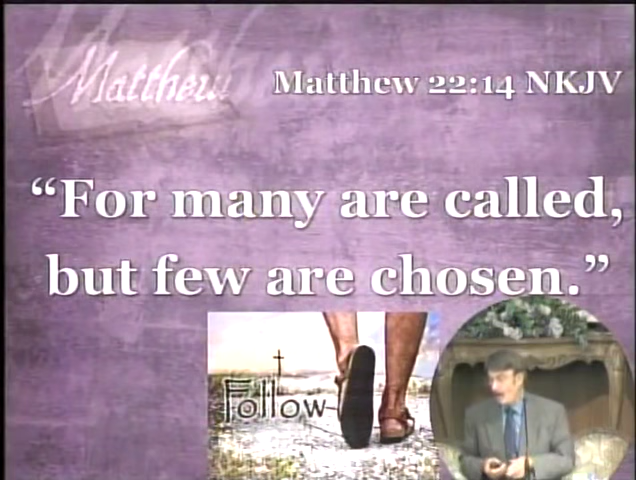 Matthew
Matthew 22:14 NKJV
“For many are called,
but few are chosen.”
Follow